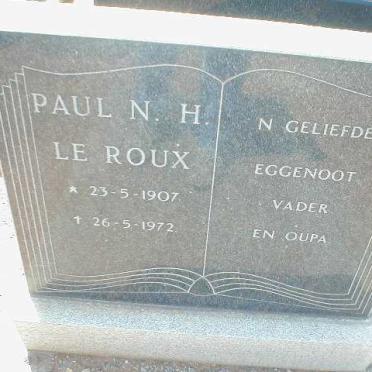 PAUL N. H.
LE ROUX
* 23-5-1907
† 26-5-1972
N GELIEFDE
EGGENOOT
VADER
EN OUPA